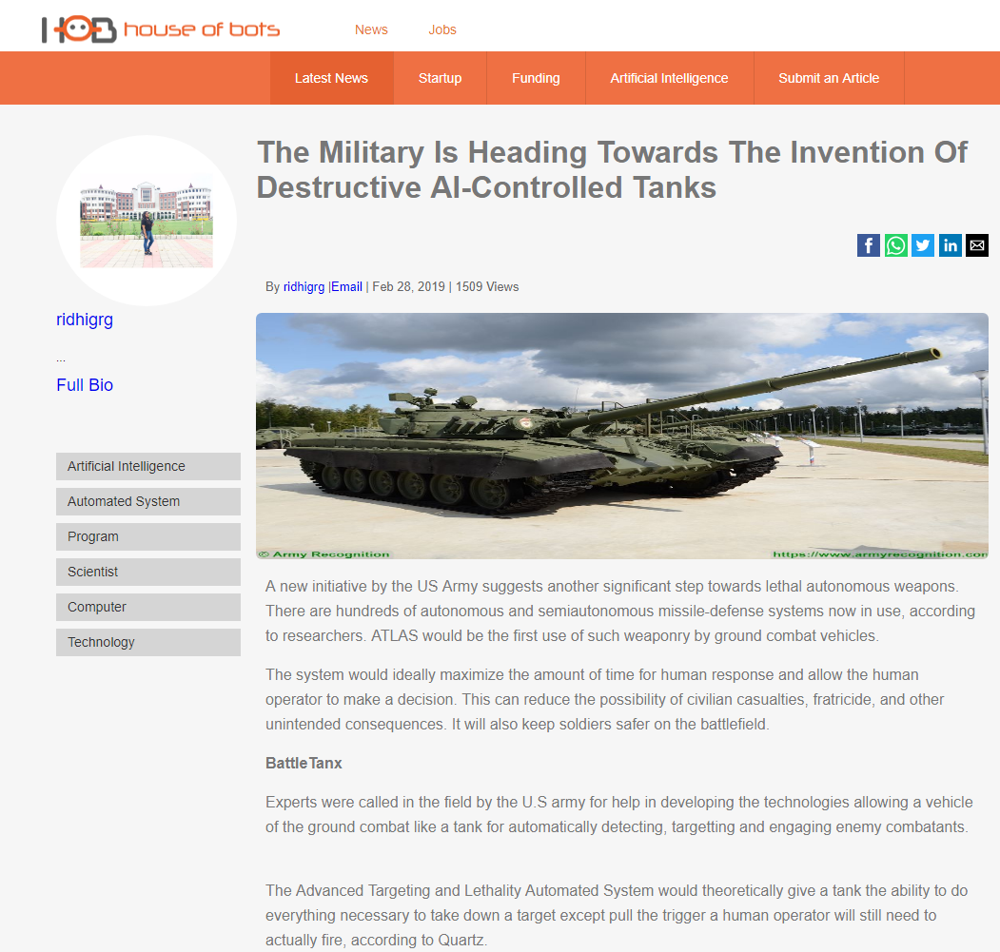 HOB house of bots
News
Jobs
Latest News
Startup
Funding
Artificial Intelligence
Submit an Article
The Military Is Heading Towards The Invention Of
Destructive AI-Controlled Tanks
By ridhigrg |Email | Feb 28, 2019 | 1509 Views
ridhigrg
...
Full Bio
Artificial Intelligence
Automated System
Program
Scientist
Computer
Technology
© Army Recognition
https://www.armyrecognition.com
A new initiative by the US Army suggests another significant step towards lethal autonomous weapons.
There are hundreds of autonomous and semiautonomous missile-defense systems now in use, according
to researchers. ATLAS would be the first use of such weaponry by ground combat vehicles.
The system would ideally maximize the amount of time for human response and allow the human
operator to make a decision. This can reduce the possibility of civilian casualties, fratricide, and other
unintended consequences. It will also keep soldiers safer on the battlefield.
BattleTanx
Experts were called in the field by the U.S army for help in developing the technologies allowing a vehicle
of the ground combat like a tank for automatically detecting, targetting and engaging enemy combatants.
The Advanced Targeting and Lethality Automated System would theoretically give a tank the ability to do
everything necessary to take down a target except pull the trigger a human operator will still need to
actually fire, according to Quartz.